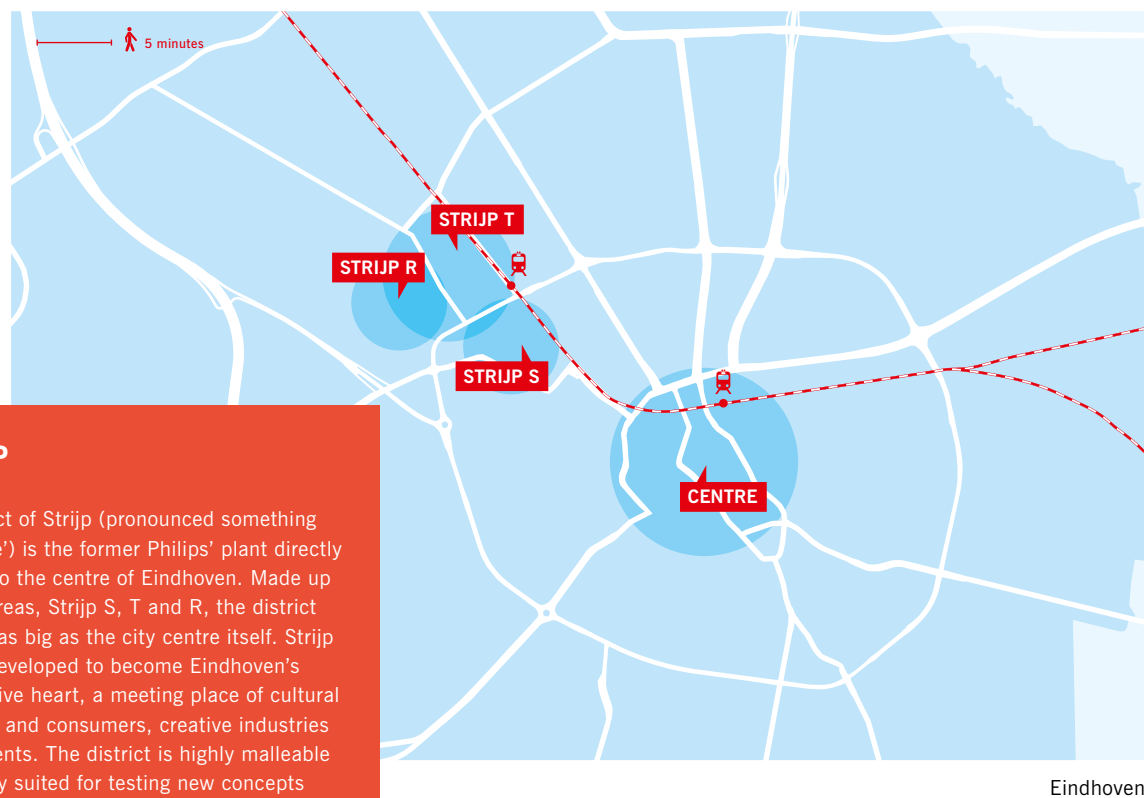 5 minutes
STRIJP T
STRIJP R
STRIJP S
CENTRE
P
ct of Strijp (pronounced something
e’) is the former Philips’ plant directly
o the centre of Eindhoven. Made up
reas, Strijp S, T and R, the district
as big as the city centre itself. Strijp
eveloped to become Eindhoven’s
ive heart, a meeting place of cultural
and consumers, creative industries
ents. The district is highly malleable
y suited for testing new concepts
Eindhoven